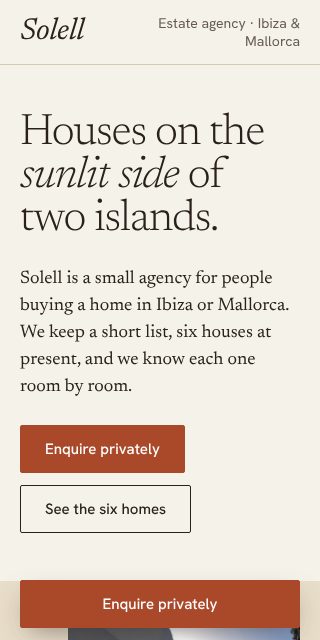 Solell
Estate agency · Ibiza &
Mallorca
Houses on the
sunlit side of
two islands.
Solell is a small agency for people
buying a home in Ibiza or Mallorca.
We keep a short list, six houses at
present, and we know each one
room by room.
Enquire privately
See the six homes
Enquire privately